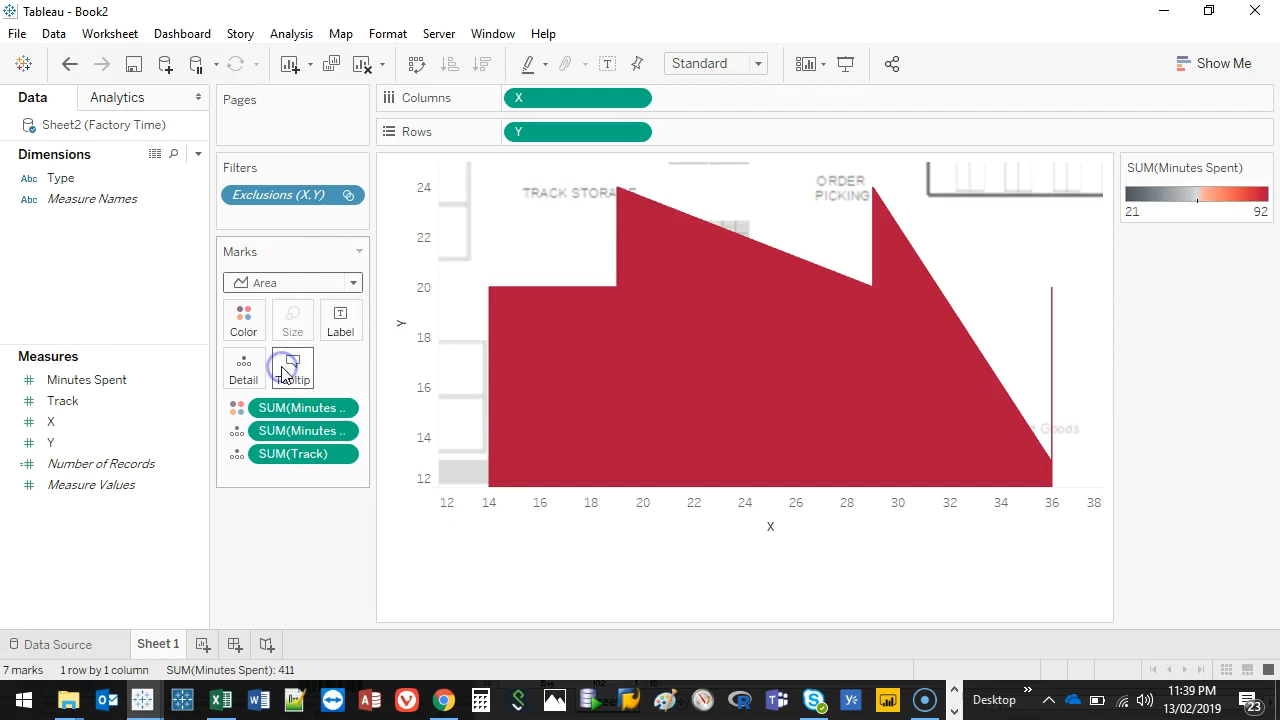 Tableau - Book2
File Data Worksheet Dashboard Story Analysis Map Format Server Window Help
Standard
Show Me
Data Analytics
Sheet2 (Factory Time)
Dimensions
Abc Type
Abc Measure Names
Measures
Minutes Spent
Track
X
Y
Number of Records
Measure Values
Pages
Filters
Exclusions (X,Y)
Marks
Area
Color Size Label
Detail Tooltip
SUM(Minutes ..
SUM(Minutes ..
SUM(Track)
Columns X
Rows Y
TRACK STORAGE
ORDER
PICKING
Goods
24
22
20
18
16
14
12
Y
12 14 16 18 20 22 24 26 28 30 32 34 36 38
X
SUM(Minutes Spent)
21 92
Data Source Sheet 1
7 marks 1 row by 1 column SUM(Minutes Spent): 411
Desktop
11:39 PM
13/02/2019
23